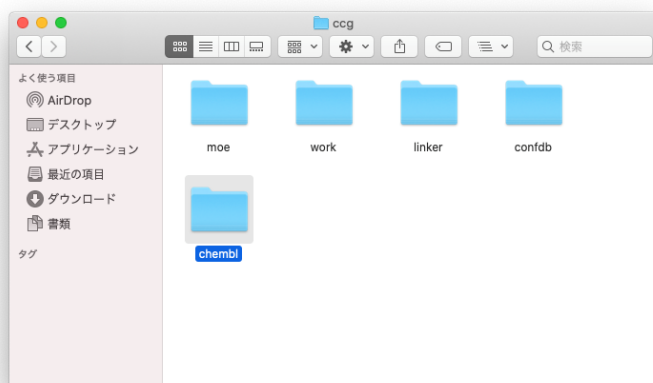 ccg
検索
よく使う項目
AirDrop
デスクトップ
アプリケーション
最近の項目
ダウンロード
書類
タグ
moe
work
linker
confdb
chembl